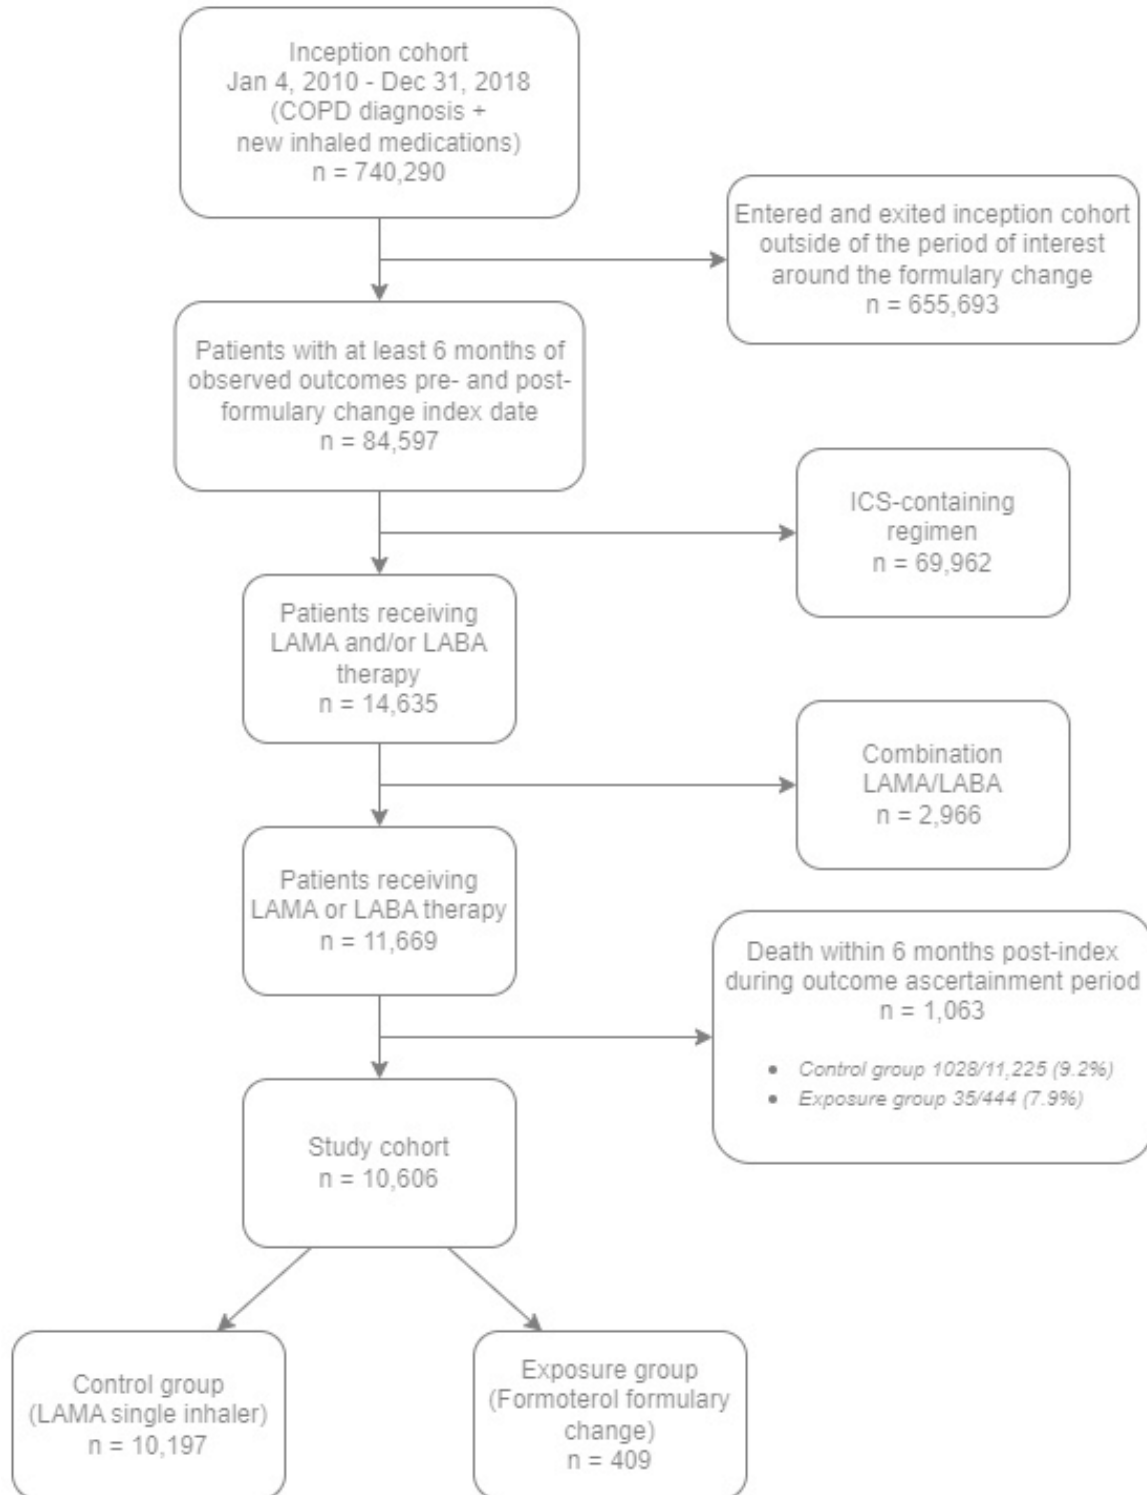 Inception cohort
Jan 4, 2010 - Dec 31, 2018
(COPD diagnosis +
new inhaled medications)
n = 740,290
Entered and exited inception cohort
outside of the period of interest
around the formulary change
n = 655,693
Patients with at least 6 months of
observed outcomes pre- and post-
formulary change index date
n = 84,597
ICS-containing
regimen
n = 69,962
Patients receiving
LAMA and/or LABA
therapy
n = 14,635
Combination
LAMA/LABA
n = 2,966
Patients receiving
LAMA or LABA therapy
n = 11,669
Death within 6 months post-index
during outcome ascertainment period
n = 1,063
• Control group 1028/11,225 (9.2%)
• Exposure group 35/444 (7.9%)
Study cohort
n = 10,606
Control group
(LAMA single inhaler)
n = 10,197
Exposure group
(Formoterol formulary
change)
n = 409